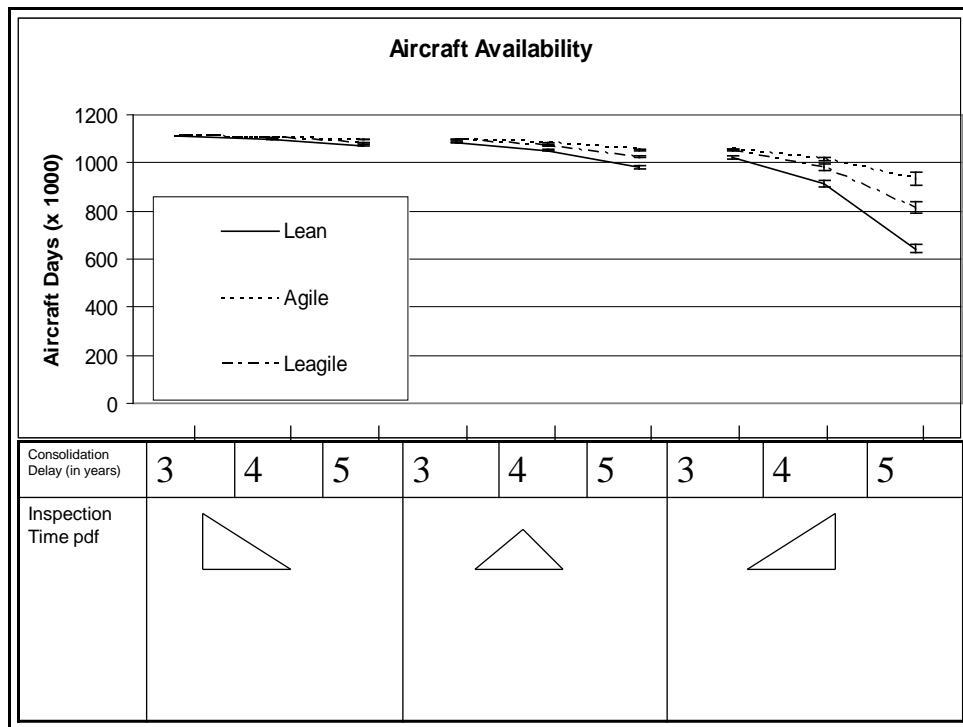 Aircraft Availability
Aircraft Days (x 1000)
1200
1000
800
600
400
200
0
Lean
Agile
Leagile
Consolidation
Delay (in years)
3 4 5 3 4 5 3 4 5
Inspection
Time pdf